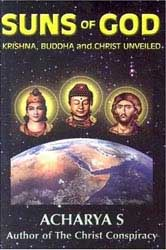 SUNS OF GOD
KRISHNA, BUDDHA and CHRIST UNVEILED
ACHARYA S
Author of The Christ Conspiracy